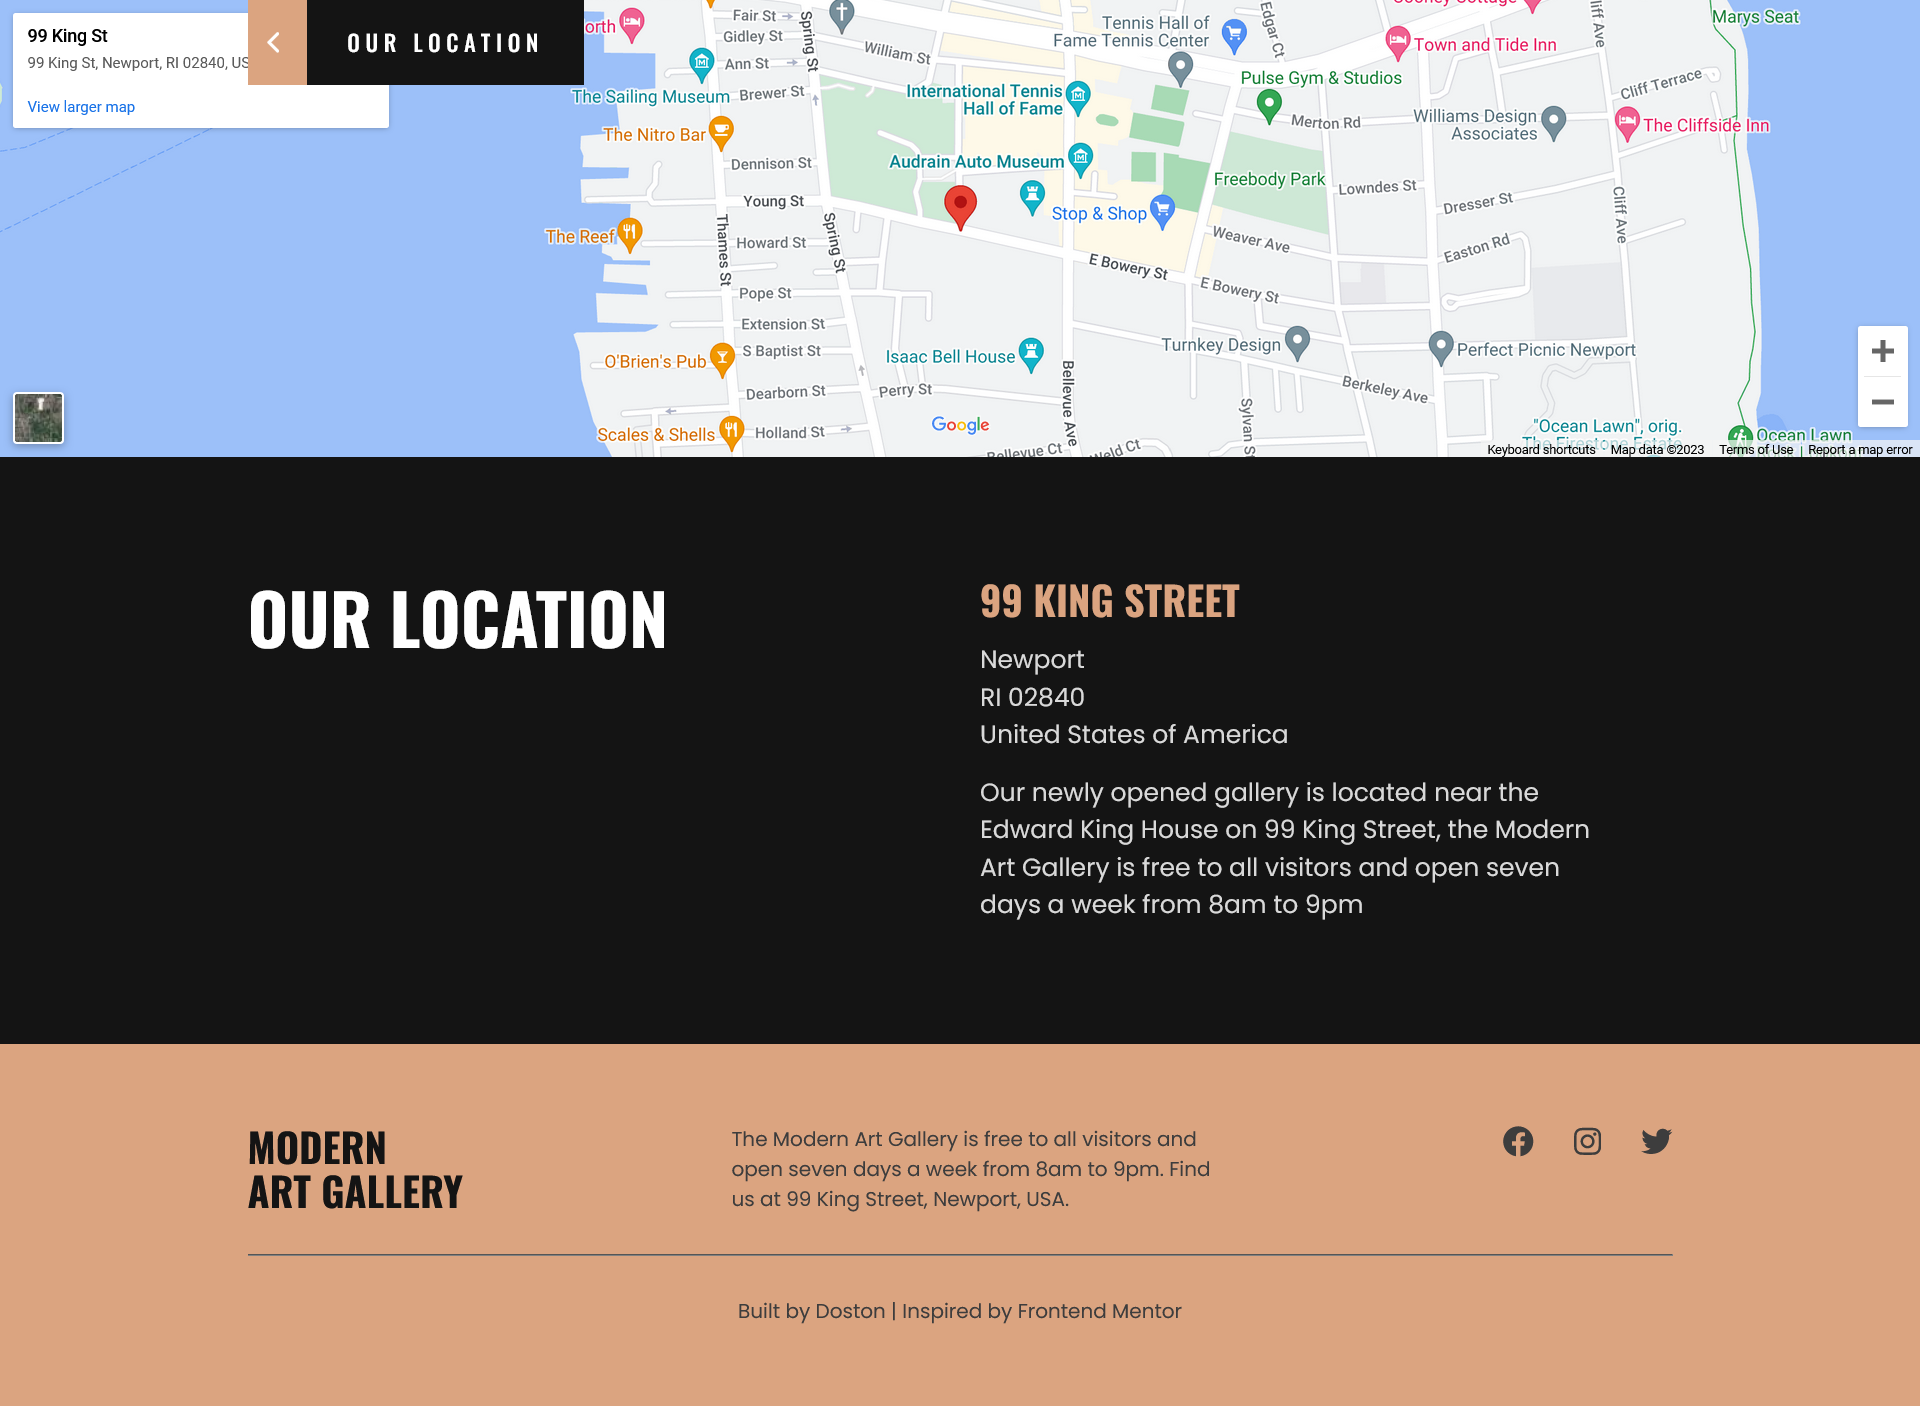 99 King St
99 King St, Newport, RI 02840, US
View larger map
OUR LOCATION
orth
Fair St
Gidley St
Ann St
Brewer St
The Sailing Museum
The Nitro Bar
Dennison St
Young St
The Reef
Howard St
Thames St
Pope St
Extension St
S Baptist St
O'Brien's Pub
Dearborn St
Scales & Shells
Holland St
Spring St
Spring St
William St
Tennis Hall of
Fame Tennis Center
International Tennis
Hall of Fame
Audrain Auto Museum
Stop & Shop
Edgar Ct
Pulse Gym & Studios
Merton Rd
Freebody Park
Town and Tide Inn
Williams Design
Associates
Cliff Terrace
The Cliffside Inn
Marys Seat
Lowndes St
Dresser St
Cliff Ave
Weaver Ave
Easton Rd
E Bowery St
E Bowery St
Isaac Bell House
Perry St
Bellevue Ave
Turnkey Design
Perfect Picnic Newport
Berkeley Ave
Sylvan St
Google
Bellevue Ct
Weld Ct
"Ocean Lawn", orig.
The Firestone Estate
Ocean Lawn
Keyboard shortcuts
Map data ©2023
Terms of Use
Report a map error
OUR LOCATION
99 KING STREET
Newport
RI 02840
United States of America
Our newly opened gallery is located near the
Edward King House on 99 King Street, the Modern
Art Gallery is free to all visitors and open seven
days a week from 8am to 9pm
MODERN
ART GALLERY
The Modern Art Gallery is free to all visitors and
open seven days a week from 8am to 9pm. Find
us at 99 King Street, Newport, USA.
Built by Doston | Inspired by Frontend Mentor